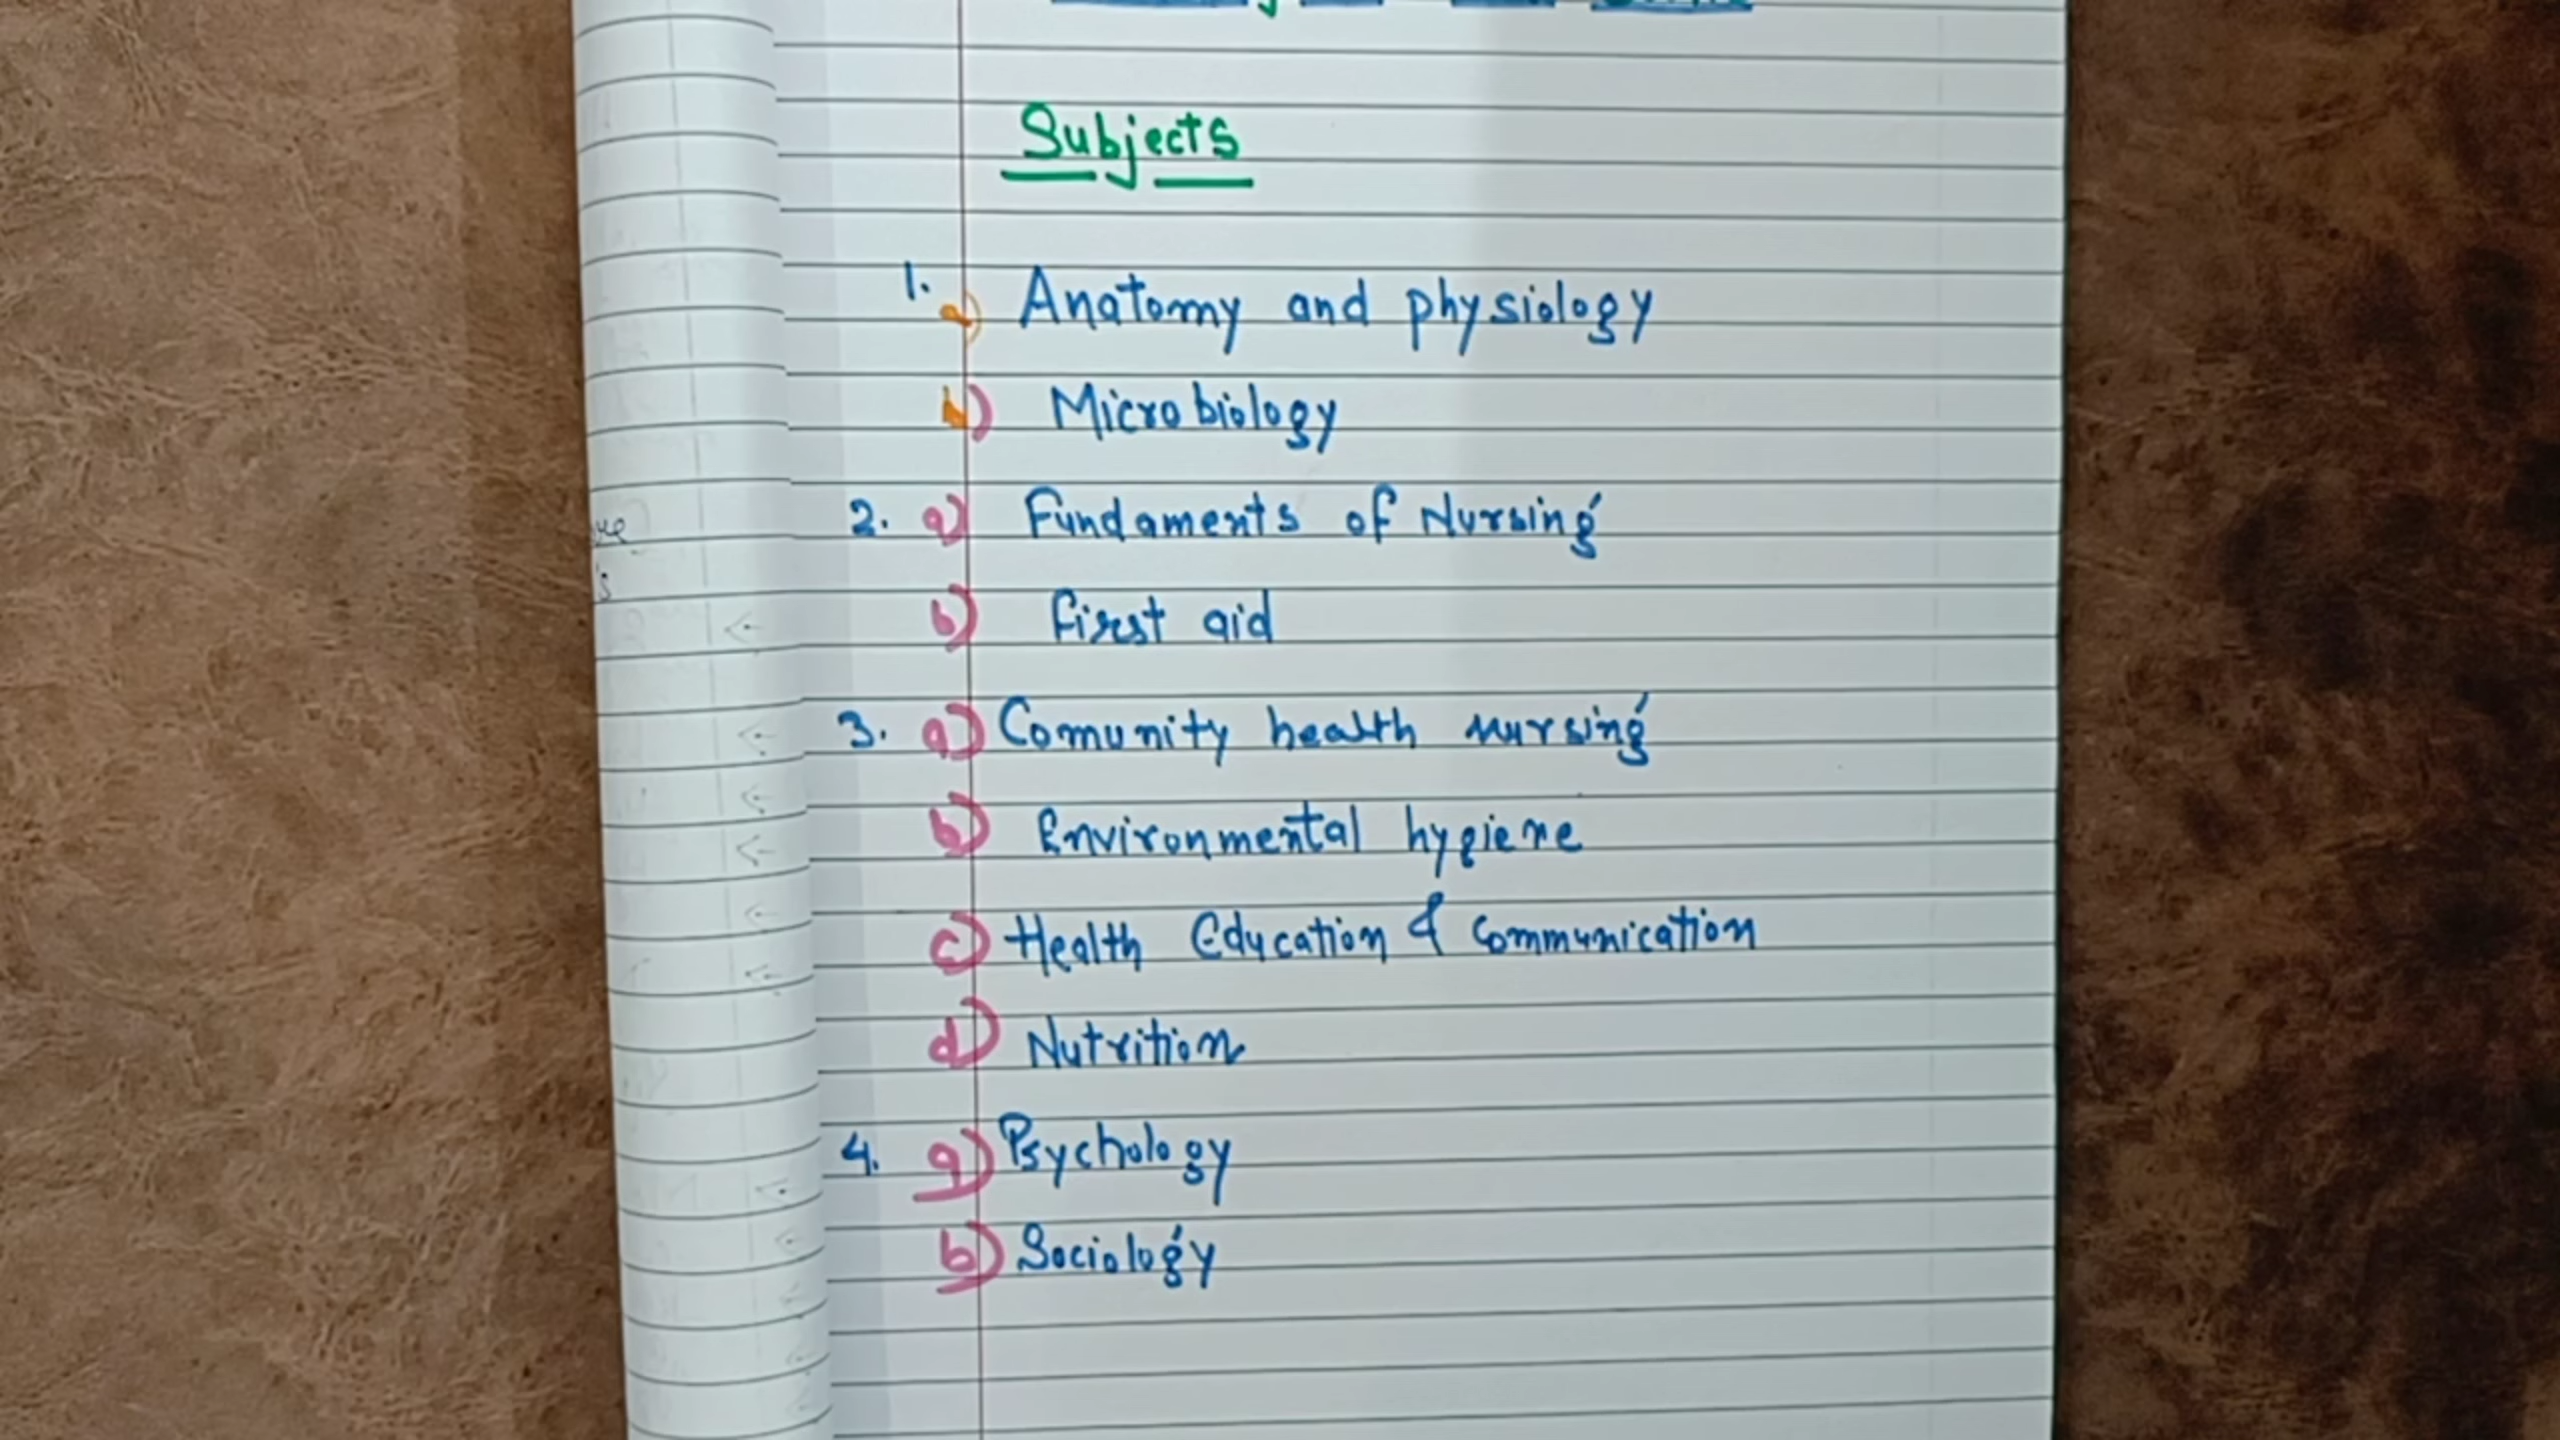 Subjects
1. a) Anatomy and physiology
b) Microbiology
2. a) Fundaments of Nursing
b) First aid
3. a) Comunity health nursing
b) Environmental hygiene
c) Health Education & Communication
d) Nutrition
4. a) Psychology
b) Sociology